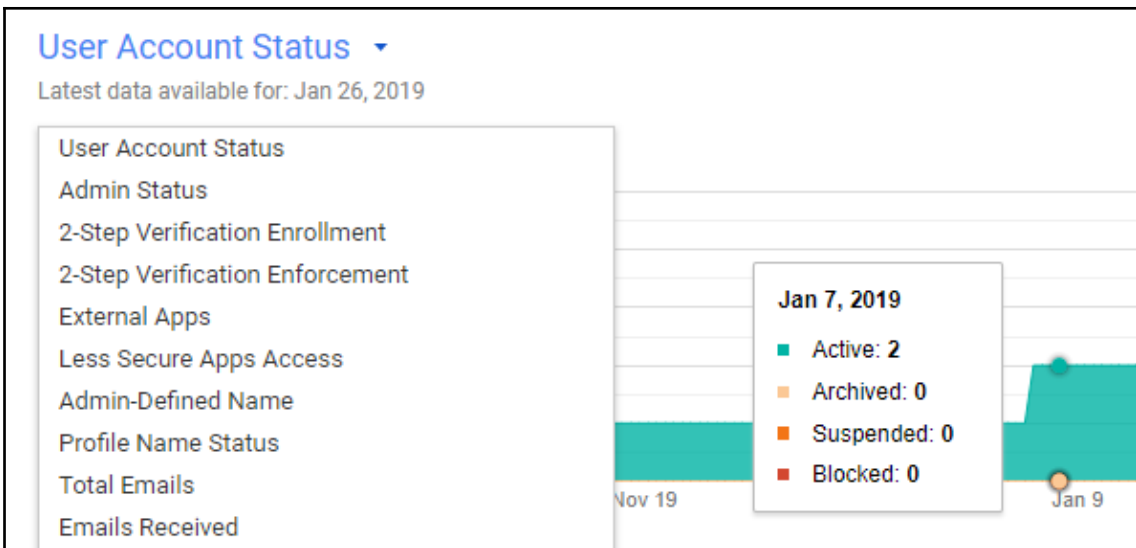 User Account Status
Latest data available for: Jan 26, 2019
User Account Status
Admin Status
2-Step Verification Enrollment
2-Step Verification Enforcement
External Apps
Less Secure Apps Access
Admin-Defined Name
Profile Name Status
Total Emails
Emails Received
Jan 7, 2019
Active: 2
Archived: 0
Suspended: 0
Blocked: 0
Nov 19
Jan 9